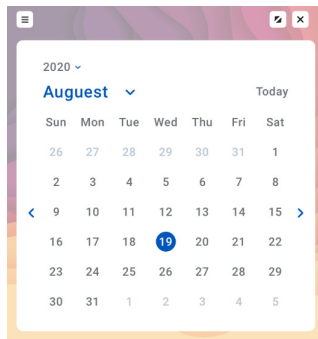 2020
Auguest
Today
Sun Mon Tue Wed Thu Fri Sat
26 27 28 29 30 31 1
2 3 4 5 6 7 8
9 10 11 12 13 14 15
16 17 18 19 20 21 22
23 24 25 26 27 28 29
30 31 1 2 3 4 5